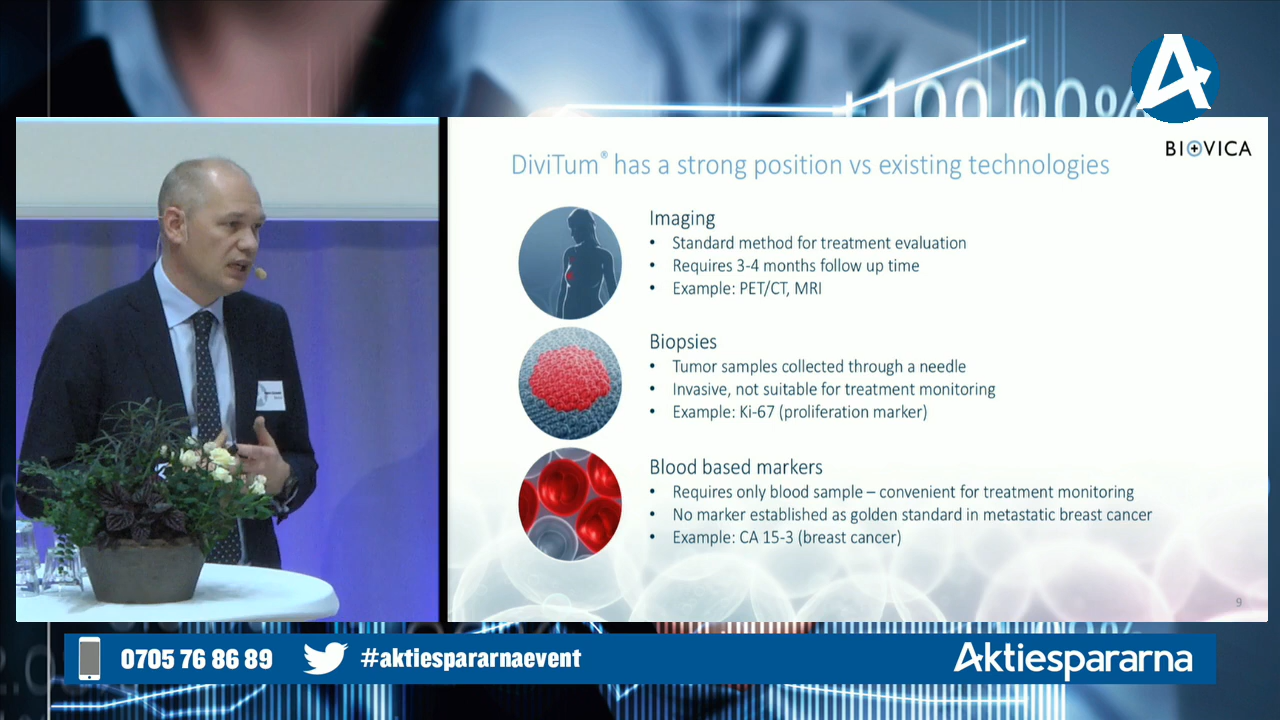 +100.00%
A
BIOVICA
DiviTum® has a strong position vs existing technologies
Imaging
• Standard method for treatment evaluation
• Requires 3-4 months follow up time
• Example: PET/CT, MRI
Biopsies
• Tumor samples collected through a needle
• Invasive, not suitable for treatment monitoring
• Example: Ki-67 (proliferation marker)
Blood based markers
• Requires only blood sample – convenient for treatment monitoring
• No marker established as golden standard in metastatic breast cancer
• Example: CA 15-3 (breast cancer)
9
0705 76 86 89
#aktiespararnaevent
Aktiespararna